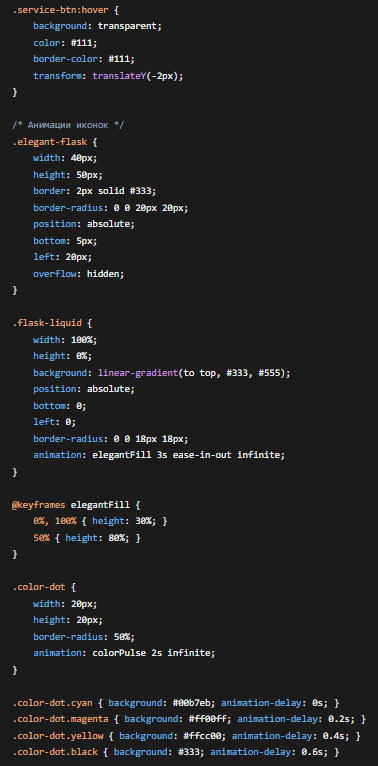 .service-btn:hover {
    background: transparent;
    color: #111;
    border-color: #111;
    transform: translateY(-2px);
}

/* Анимации иконок */
.elegant-flask {
    width: 40px;
    height: 50px;
    border: 2px solid #333;
    border-radius: 0 0 20px 20px;
    position: absolute;
    bottom: 5px;
    left: 20px;
    overflow: hidden;
}

.flask-liquid {
    width: 100%;
    height: 0%;
    background: linear-gradient(to top, #333, #555);
    position: absolute;
    bottom: 0;
    left: 0;
    border-radius: 0 0 18px 18px;
    animation: elegantFill 3s ease-in-out infinite;
}

@keyframes elegantFill {
    0%, 100% { height: 30%; }
    50% { height: 80%; }
}

.color-dot {
    width: 20px;
    height: 20px;
    border-radius: 50%;
    animation: colorPulse 2s infinite;
}

.color-dot.cyan { background: #00b7eb; animation-delay: 0s; }
.color-dot.magenta { background: #ff00ff; animation-delay: 0.2s; }
.color-dot.yellow { background: #ffcc00; animation-delay: 0.4s; }
.color-dot.black { background: #333; animation-delay: 0.6s; }